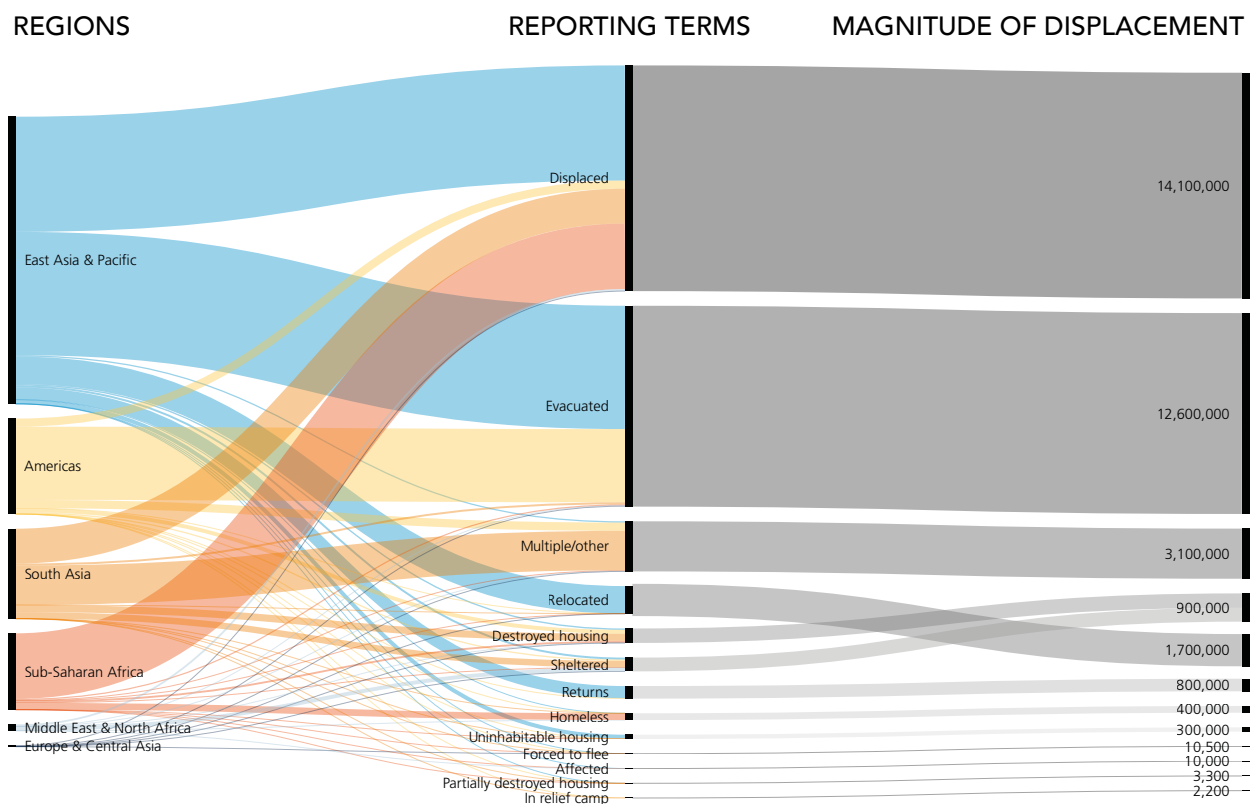 REGIONS
REPORTING TERMS
MAGNITUDE OF DISPLACEMENT
East Asia & Pacific
Americas
South Asia
Sub-Saharan Africa
Middle East & North Africa
Europe & Central Asia
Displaced
Evacuated
Multiple/other
Relocated
Destroyed housing
Sheltered
Returns
Homeless
Uninhabitable housing
Forced to flee
Affected
Partially destroyed housing
In relief camp
14,100,000
12,600,000
3,100,000
900,000
1,700,000
800,000
400,000
300,000
10,500
10,000
3,300
2,200